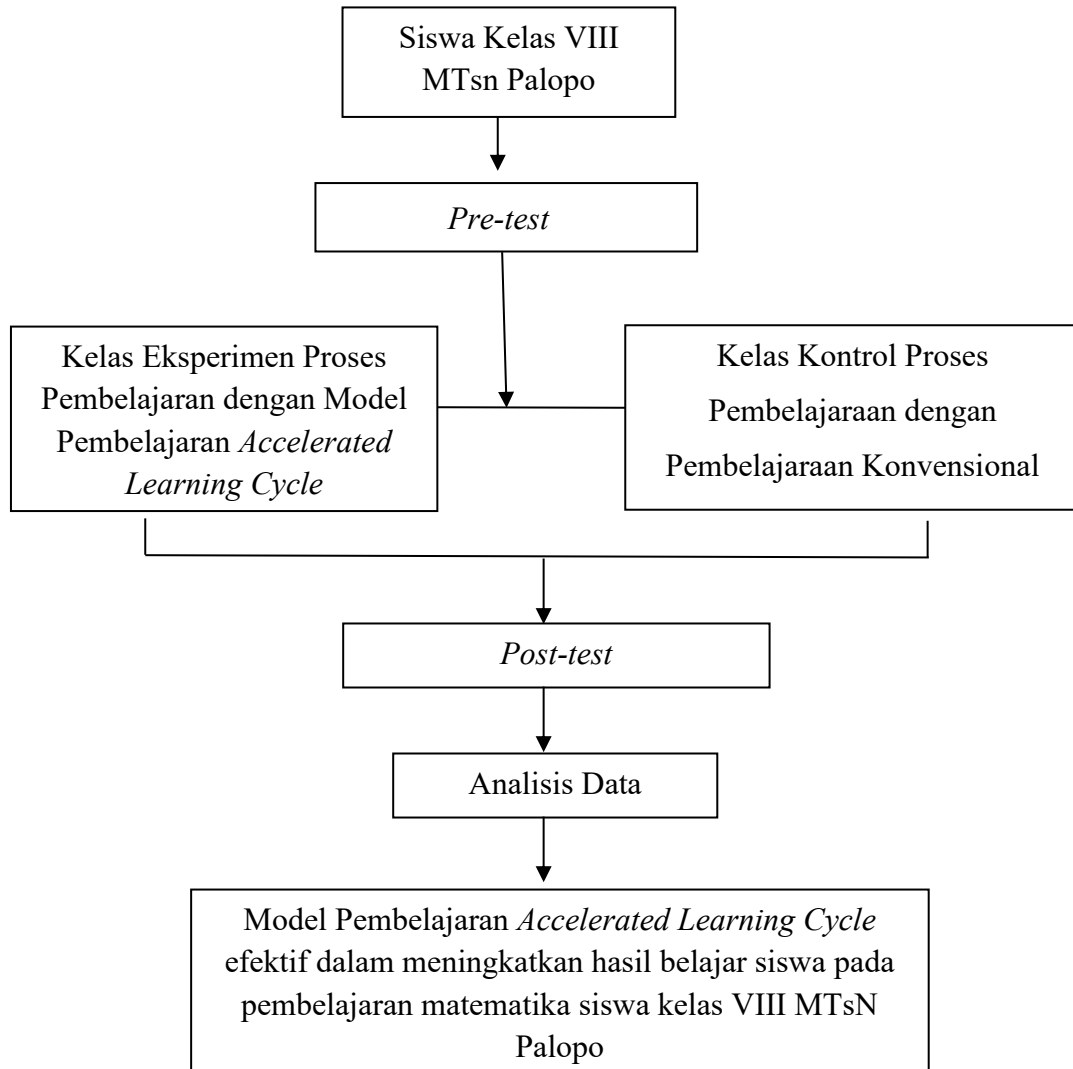 Siswa Kelas VIII
MTsn Palopo
Pre-test
Kelas Eksperimen Proses
Pembelajaran dengan Model
Pembelajaran Accelerated
Learning Cycle
Kelas Kontrol Proses
Pembelajaraan dengan
Pembelajaraan Konvensional
Post-test
Analisis Data
Model Pembelajaran Accelerated Learning Cycle
efektif dalam meningkatkan hasil belajar siswa pada
pembelajaran matematika siswa kelas VIII MTsN
Palopo